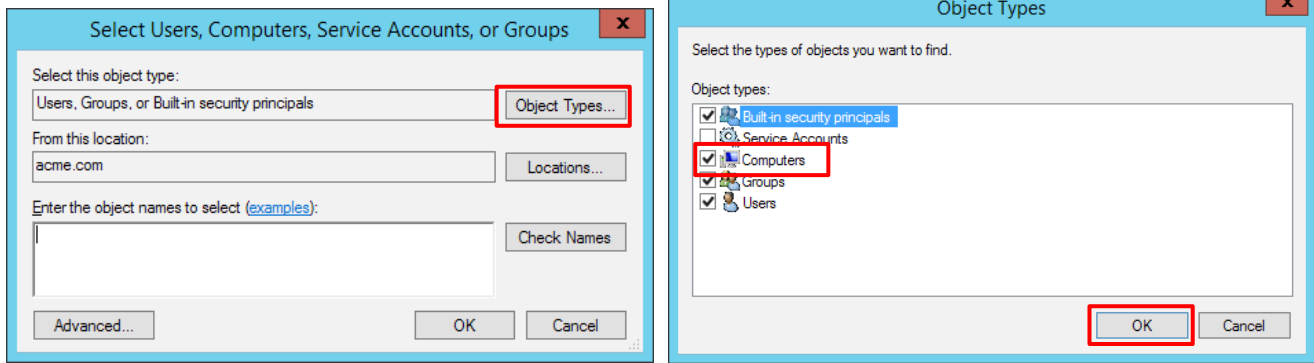 Select Users, Computers, Service Accounts, or Groups
x
Select this object type:
Users, Groups, or Built-in security principals
Object Types...
From this location:
acme.com
Locations...
Enter the object names to select (examples):
Check Names
Advanced...
OK
Cancel
Object Types
x
Select the types of objects you want to find.
Object types:
Built-in security principals
Service Accounts
Computers
Groups
Users
OK
Cancel